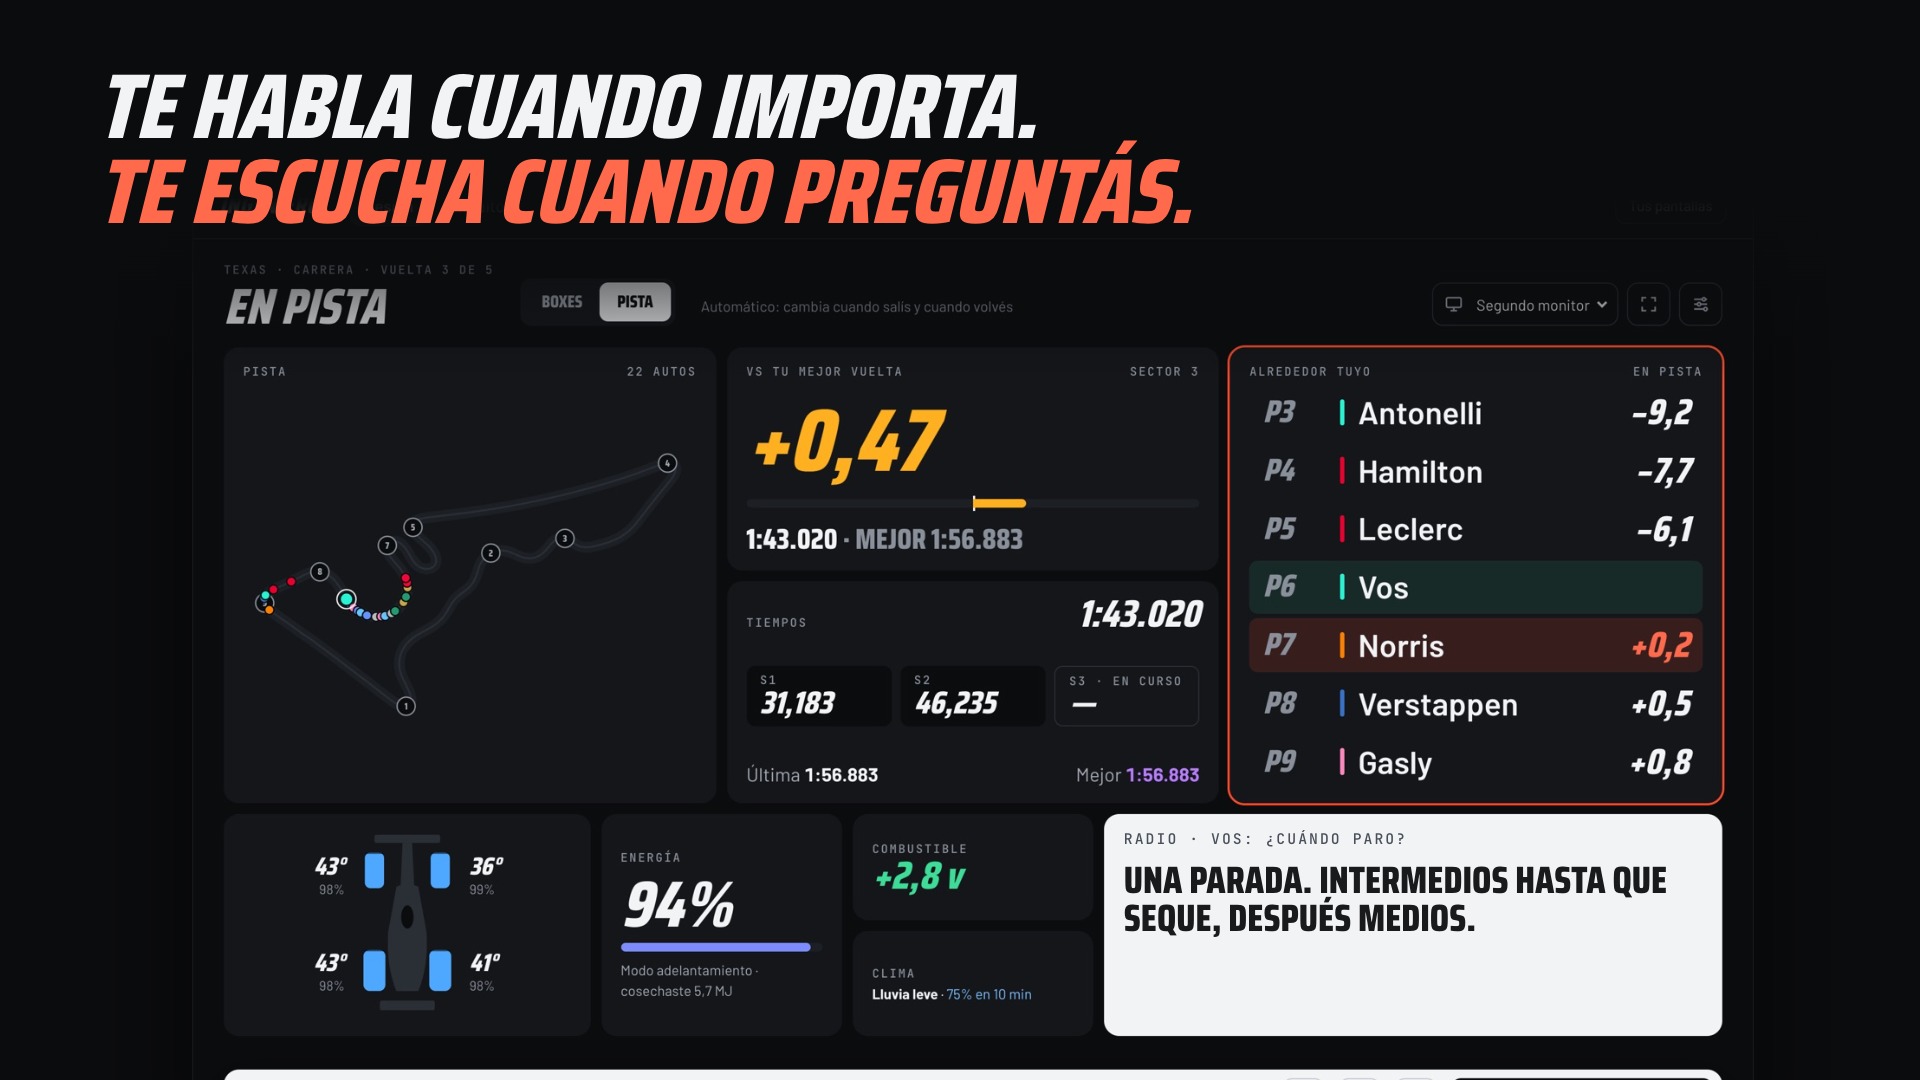 TE HABLA CUANDO IMPORTA.
TE ESCUCHA CUANDO PREGUNTÁS.
Tus pantallas
TEXAS · CARRERA · VUELTA 3 DE 5
EN PISTA
BOXES
PISTA
Automático: cambia cuando salís y cuando volvés
Segundo monitor
PISTA
22 AUTOS
4
5
3
7
2
8
1
VS TU MEJOR VUELTA
SECTOR 3
+0,47
1:43.020 · MEJOR 1:56.883
TIEMPOS
1:43.020
S1
31,183
S2
46,235
S3 · EN CURSO
—
Última 1:56.883
Mejor 1:56.883
ALREDEDOR TUYO
EN PISTA
P3 Antonelli −9,2
P4 Hamilton −7,7
P5 Leclerc −6,1
P6 Vos
P7 Norris +0,2
P8 Verstappen +0,5
P9 Gasly +0,8
43º
98%
36º
99%
43º
98%
41º
98%
ENERGÍA
94%
Modo adelantamiento ·
cosechaste 5,7 MJ
COMBUSTIBLE
+2,8 v
CLIMA
Lluvia leve · 75% en 10 min
RADIO · VOS: ¿CUÁNDO PARO?
UNA PARADA. INTERMEDIOS HASTA QUE
SEQUE, DESPUÉS MEDIOS.